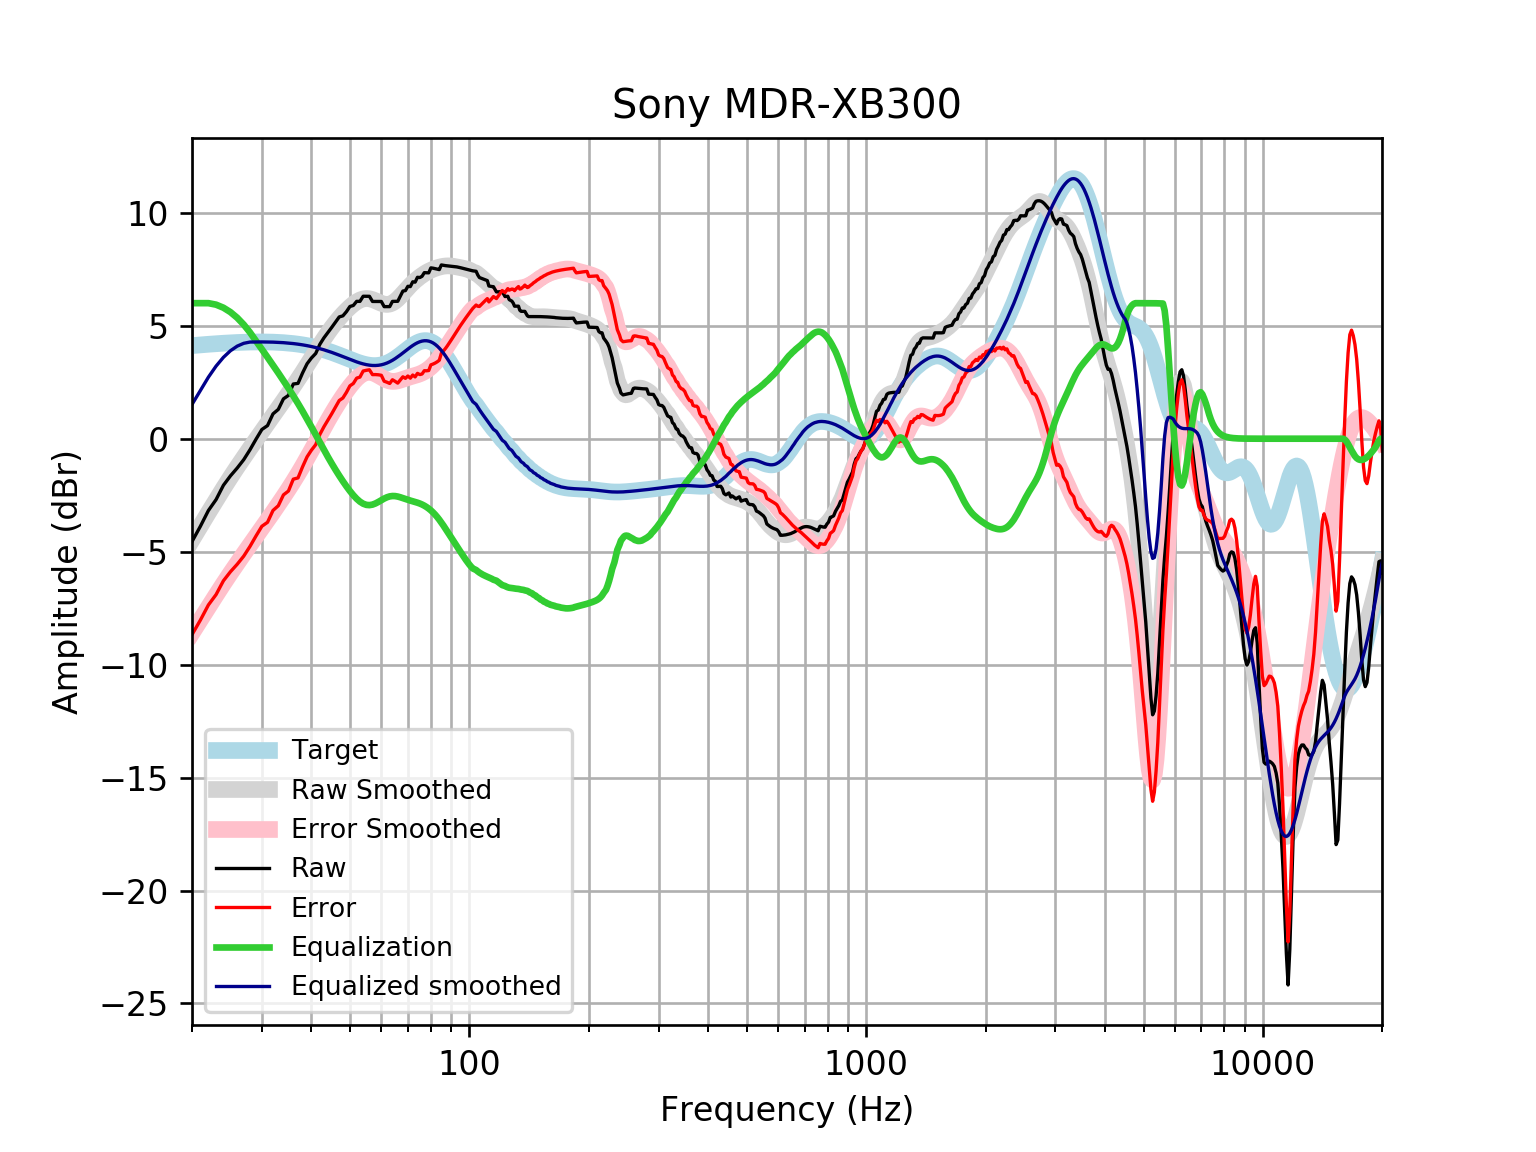 Sony MDR-XB300
Amplitude (dBr)
10
5
0
−5
−10
−15
−20
−25
Target
Raw Smoothed
Error Smoothed
Raw
Error
Equalization
Equalized smoothed
100
1000
10000
Frequency (Hz)